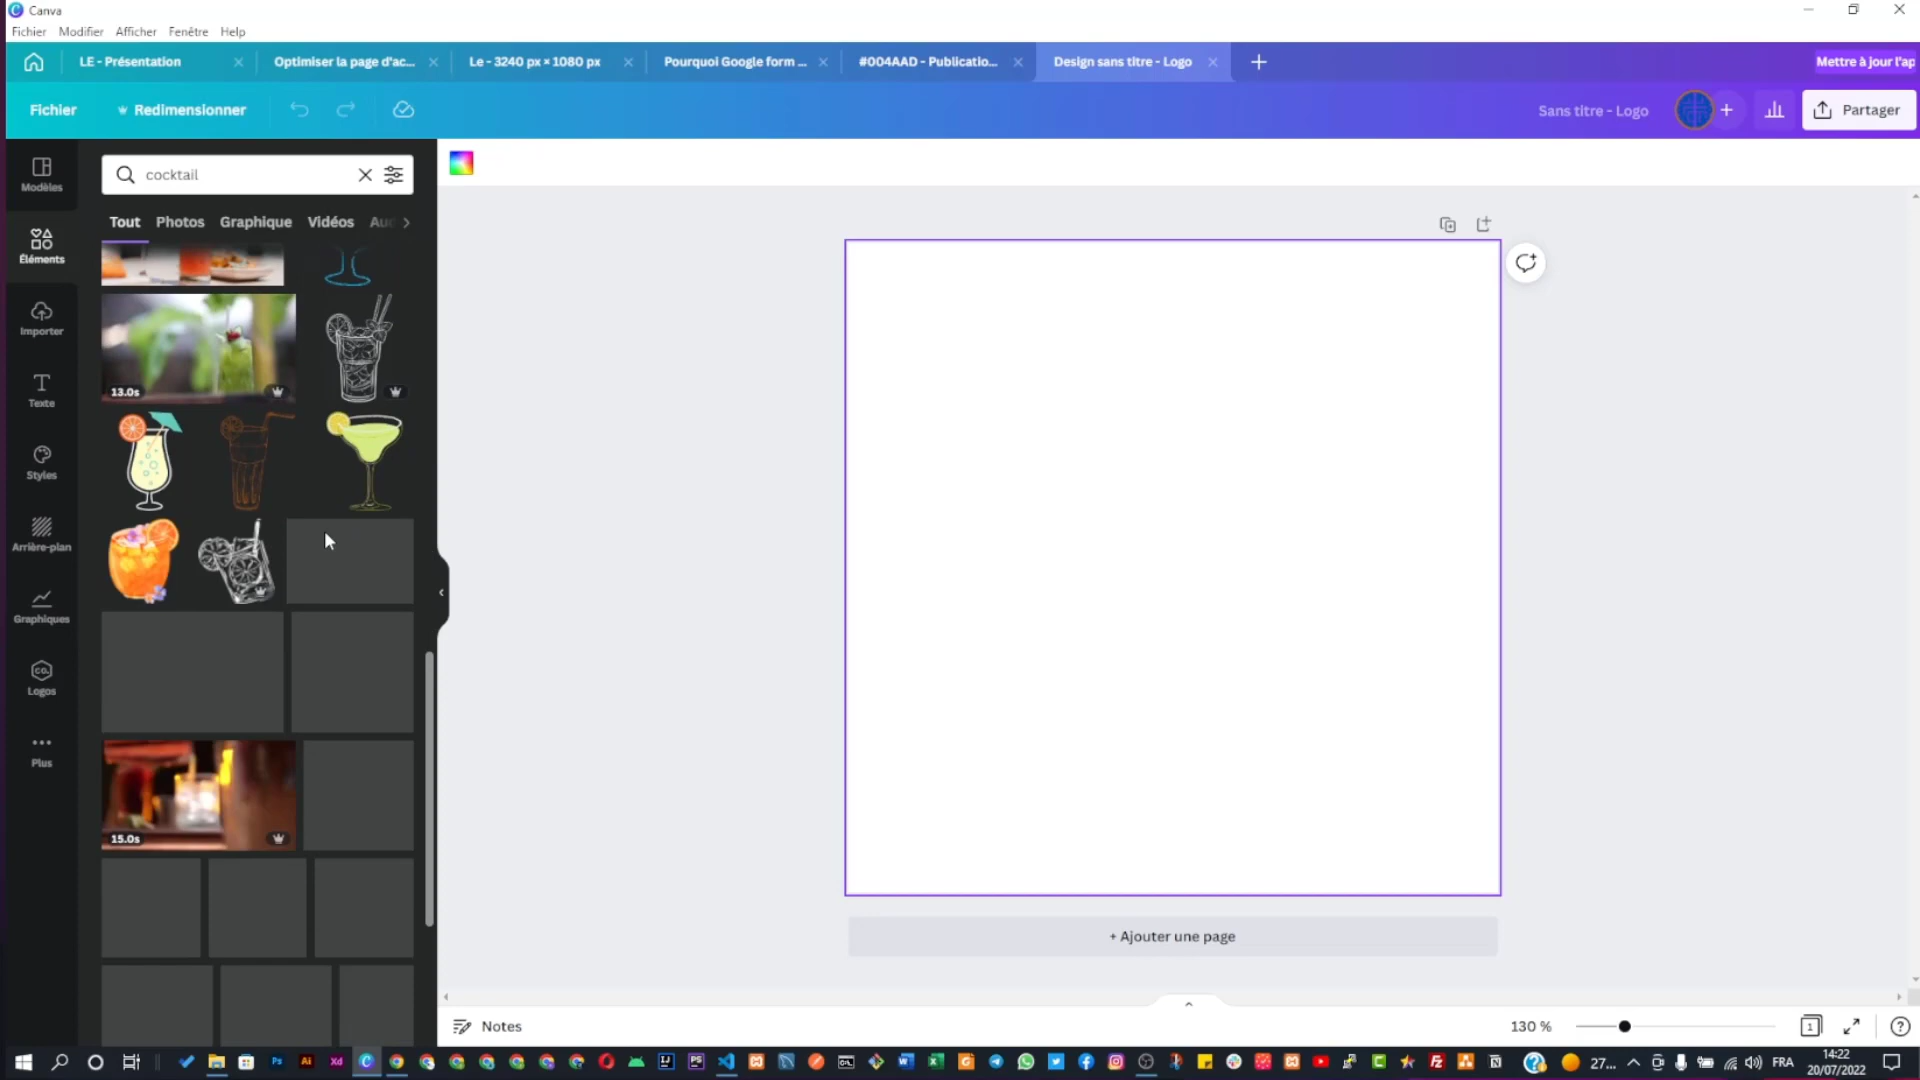 Canva
Fichier Modifier Afficher Fenêtre Help
LE - Présentation
Optimiser la page d'ac...
Le - 3240 px × 1080 px
Pourquoi Google form ...
#004AAD - Publicatio...
Design sans titre - Logo
Mettre à jour l'ap
Fichier
Redimensionner
Sans titre - Logo
Partager
Modèles
Éléments
Importer
Texte
Styles
Arrière-plan
Graphiques
Logos
Plus
cocktail
Tout Photos Graphique Vidéos Au
13.0s
15.0s
+ Ajouter une page
Notes
130 %
1
27...
FRA
14:22
20/07/2022